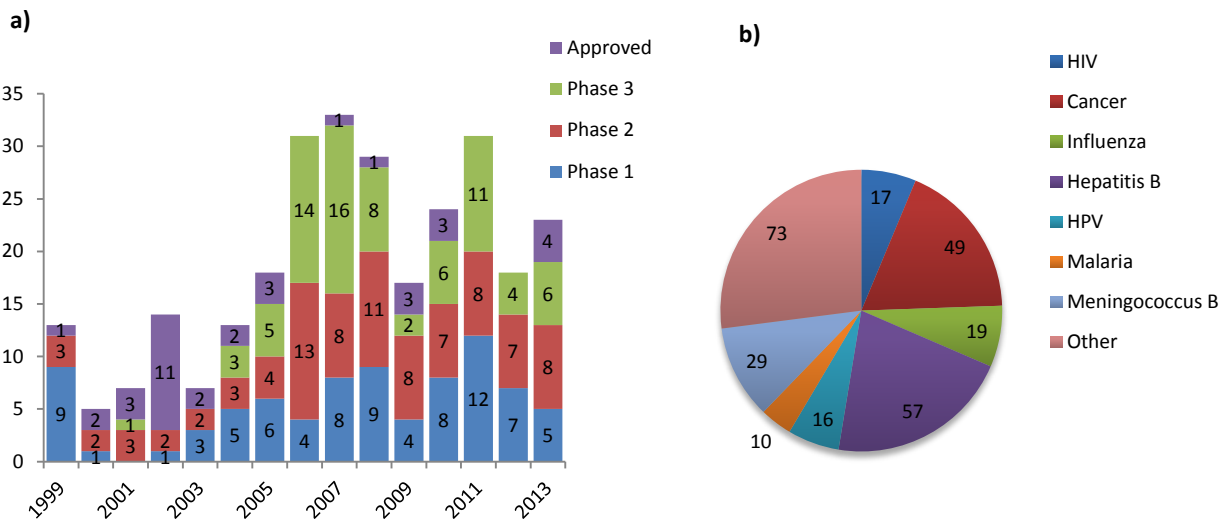 a)
Approved
Phase 3
Phase 2
Phase 1
35
30
25
20
15
10
5
0
1 3 9
2 2 1
3 1 3
11 2 1
2 2 3
2 3 3 5
3 5 4 6
14 13 4
1 16 8 8
1 8 11 9
3 2 8 4
3 6 7 8
11 8 12
4 7 7
4 6 8 5
1999 2001 2003 2005 2007 2009 2011 2013
b)
HIV
Cancer
Influenza
Hepatitis B
HPV
Malaria
Meningococcus B
Other
17
49
19
57
16
10
29
73